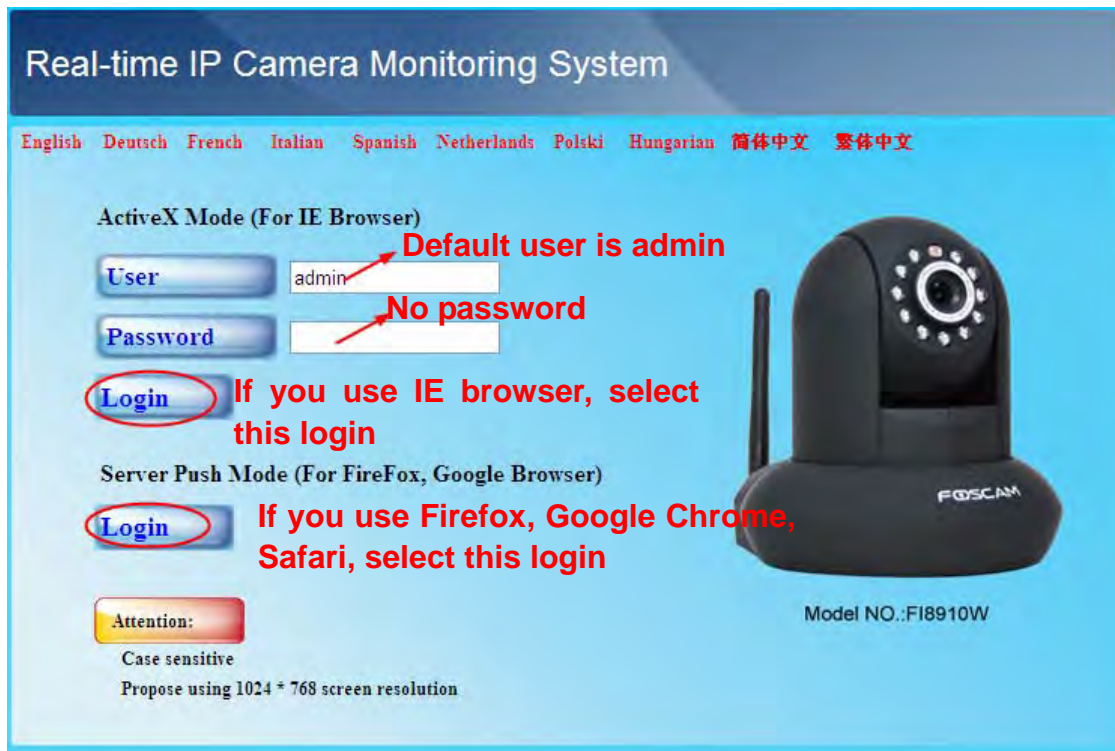 Real-time IP Camera Monitoring System
English Deutsch French Italian Spanish Netherlands Polski Hungarian 简体中文 繁体中文
ActiveX Mode (For IE Browser)
Default user is admin
User admin
No password
Password
Login If you use IE browser, select
this login
Server Push Mode (For FireFox, Google Browser)
Login If you use Firefox, Google Chrome,
Safari, select this login
FOSCAM
Model NO.:FI8910W
Attention:
Case sensitive
Propose using 1024 * 768 screen resolution